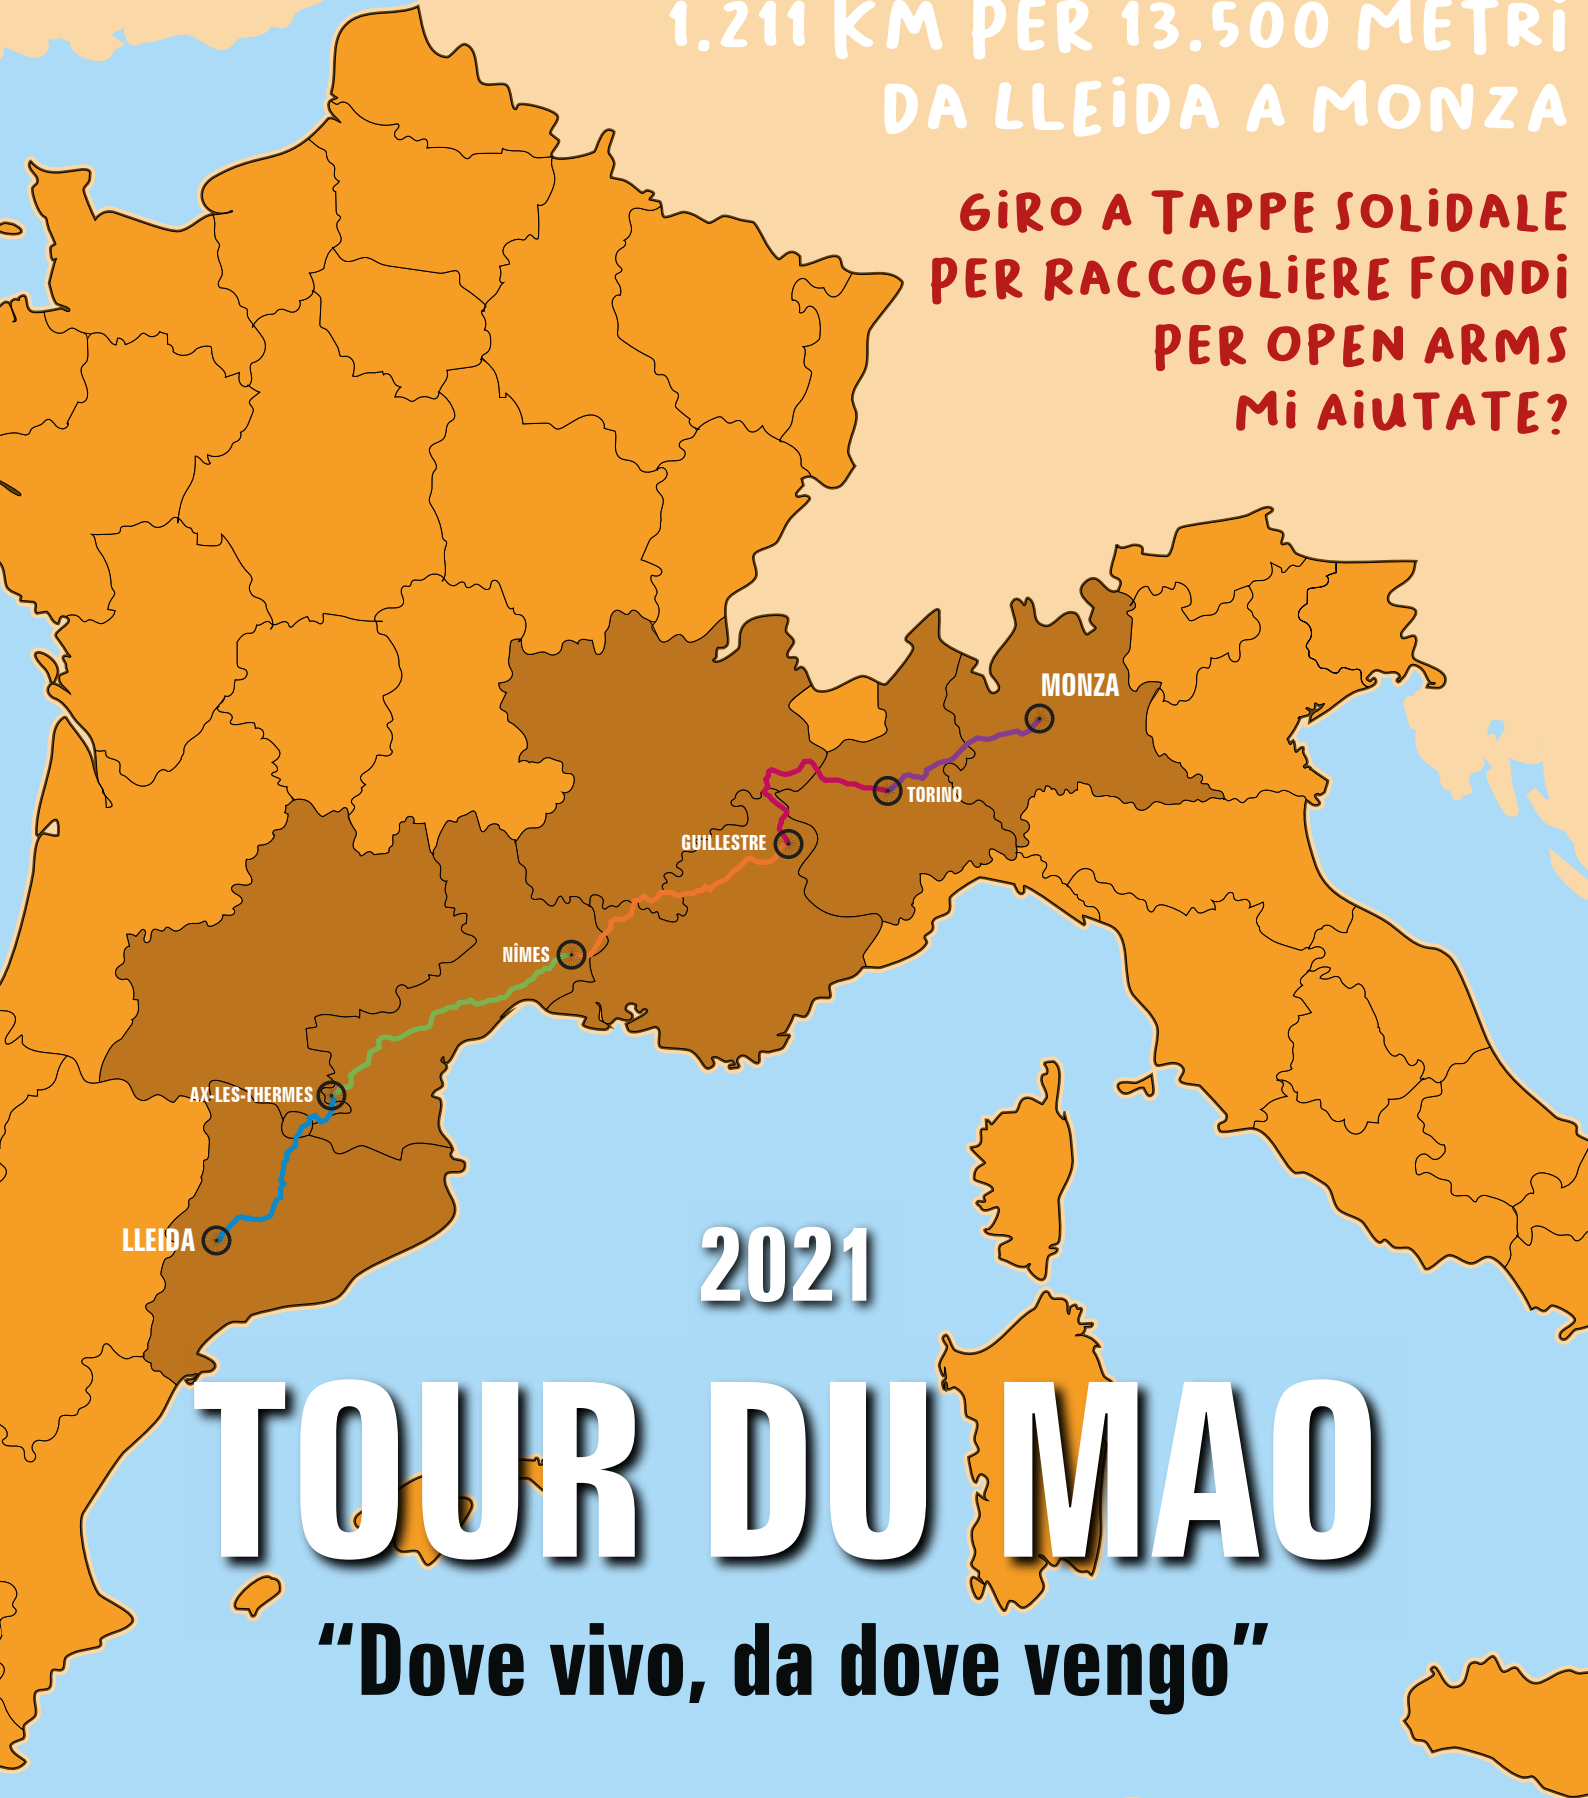 1.211 KM PER 13.500 METRi
DA LLEiDA A MONZA
GiRO A TAPPE SOLiDALE
PER RACCOGLiERE FONDi
PER OPEN ARMS
Mi AiUTATE?
MONZA
TORINO
GUILLESTRE
NÎMES
AX-LES-THERMES
LLEIDA
2021
TOUR DU MAO
“Dove vivo, da dove vengo”